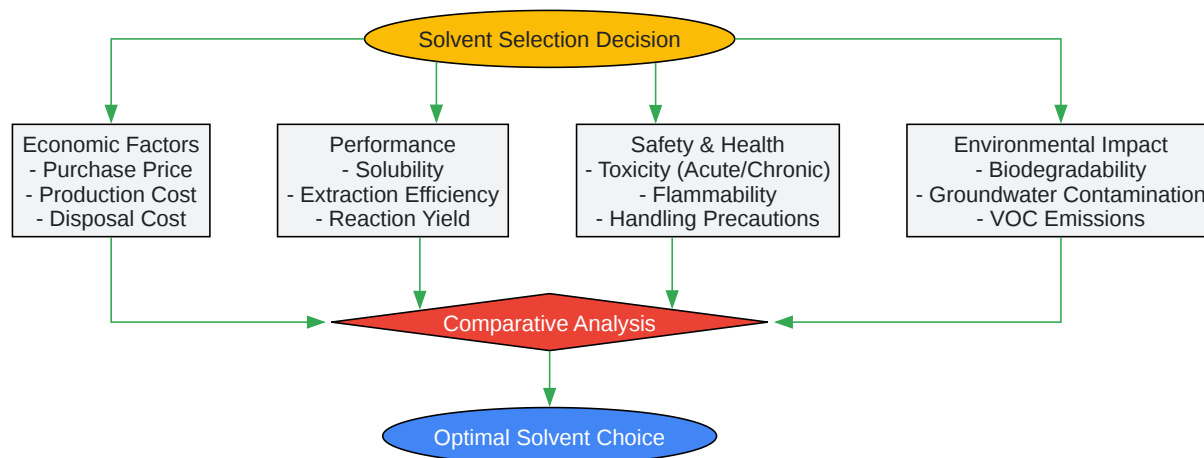 Solvent Selection Decision
Economic Factors
- Purchase Price
- Production Cost
- Disposal Cost
Performance
- Solubility
- Extraction Efficiency
- Reaction Yield
Safety & Health
- Toxicity (Acute/Chronic)
- Flammability
- Handling Precautions
Environmental Impact
- Biodegradability
- Groundwater Contamination
- VOC Emissions
Comparative Analysis
Optimal Solvent Choice